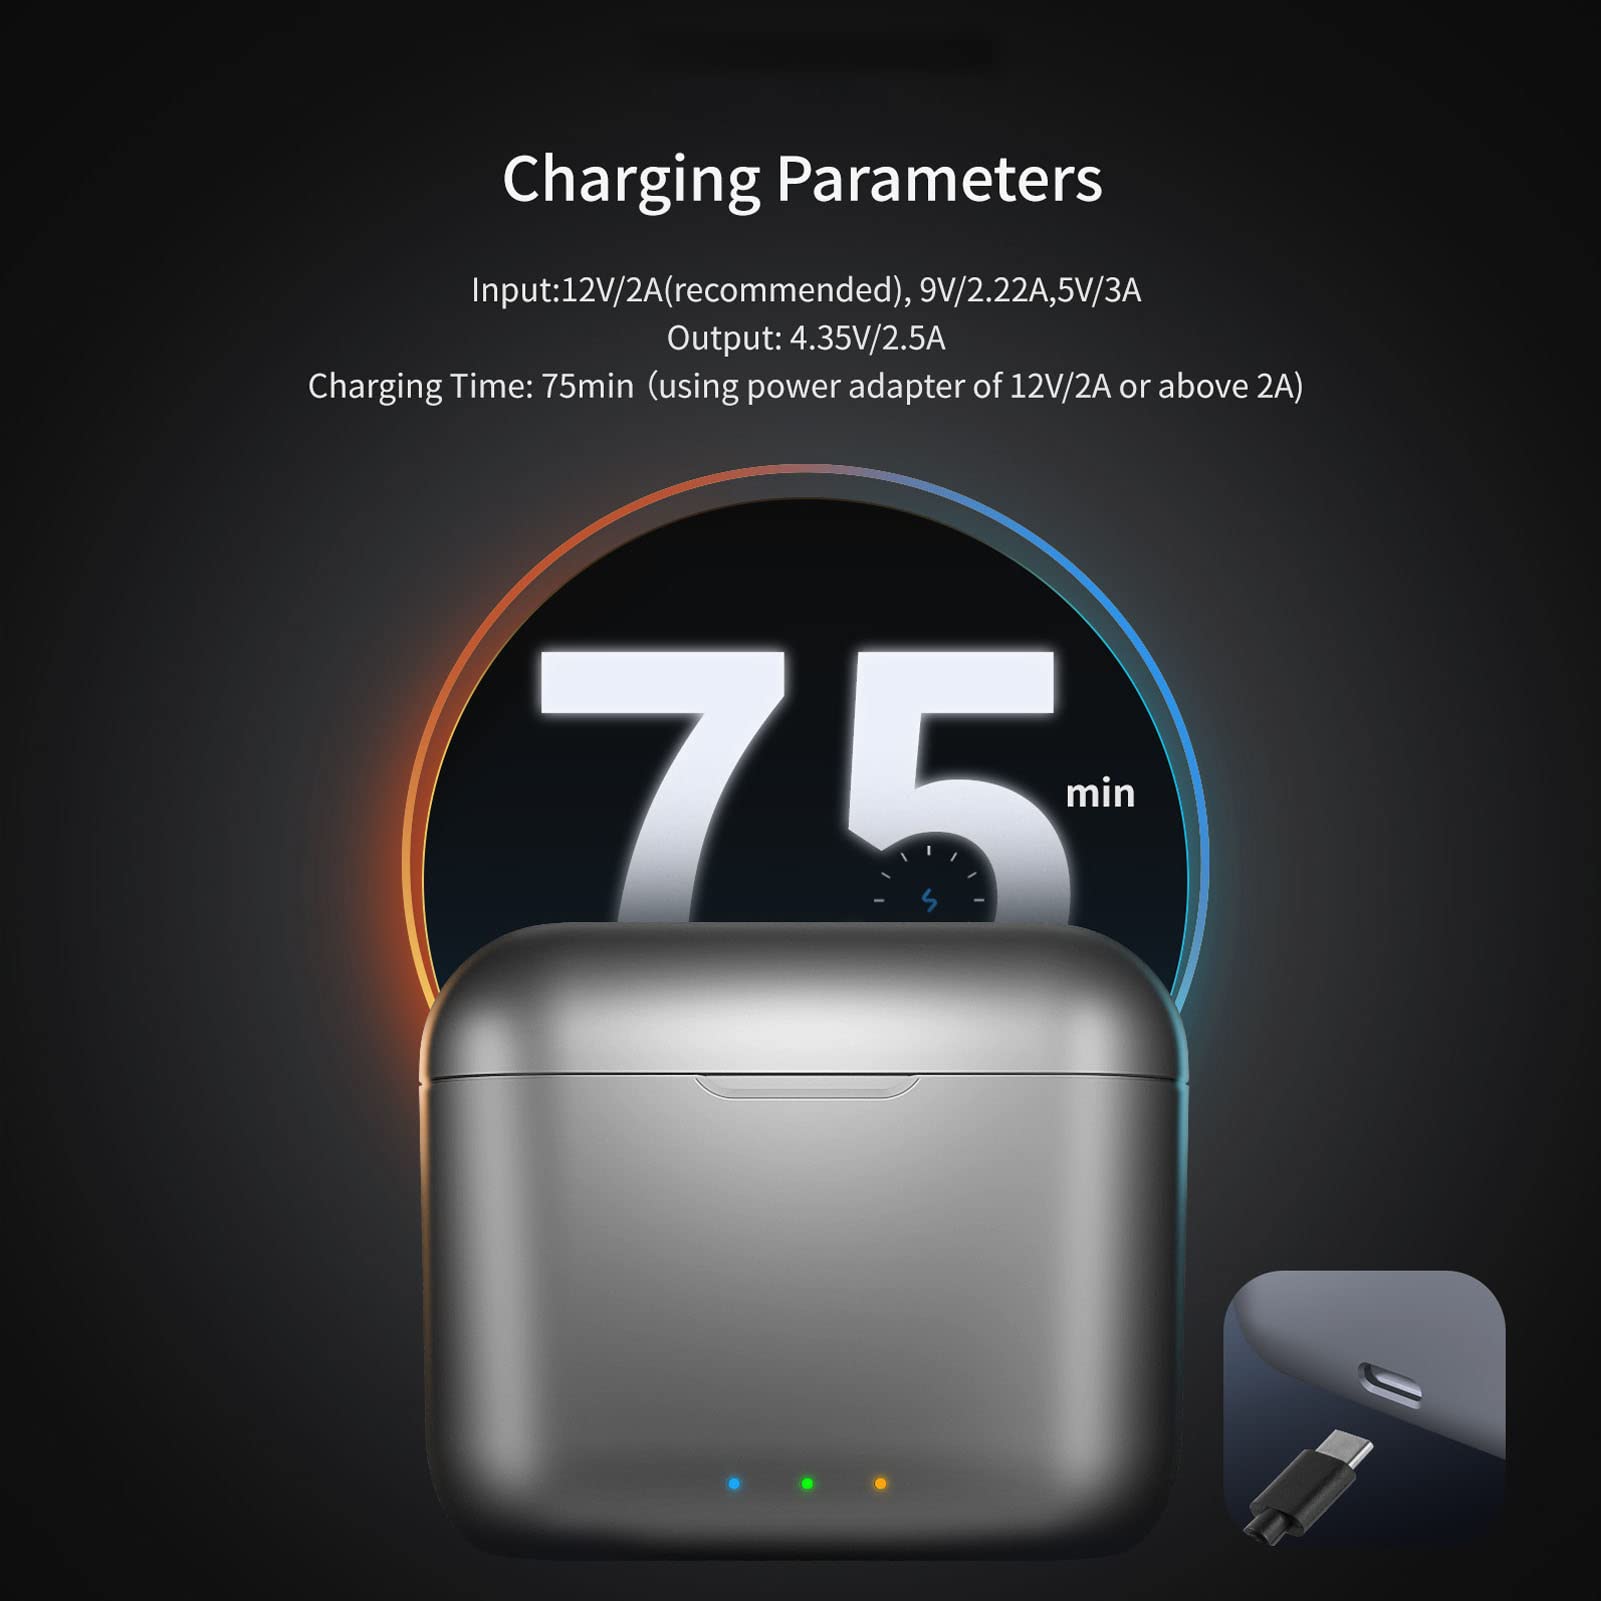 Charging Parameters
Input:12V/2A(recommended), 9V/2.22A,5V/3A
Output: 4.35V/2.5A
Charging Time: 75min（using power adapter of 12V/2A or above 2A)
75
min